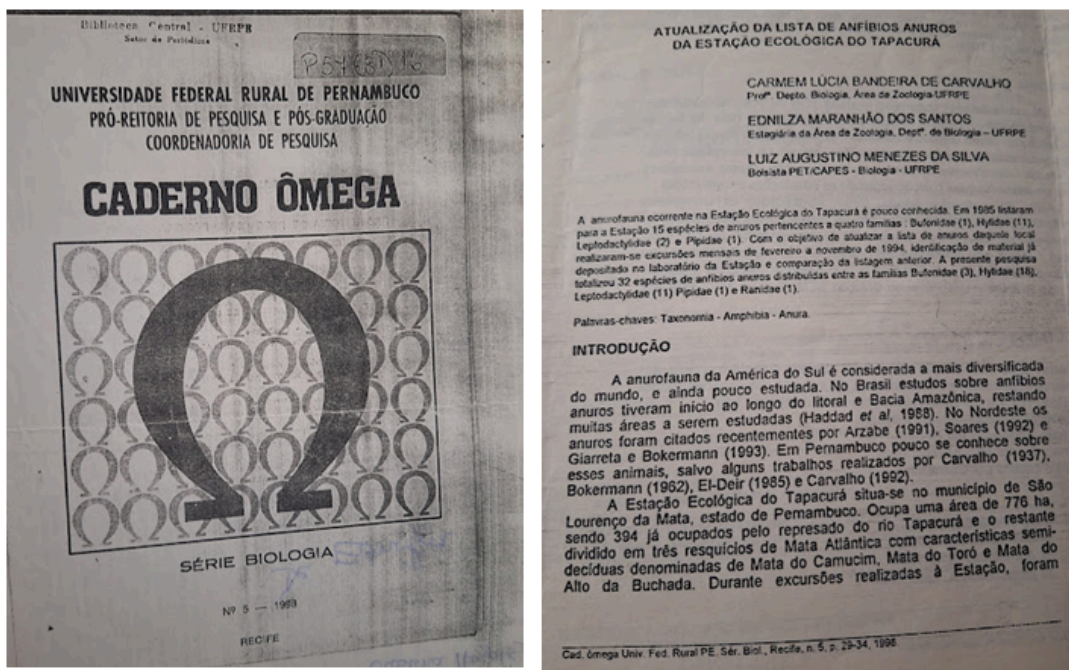 Biblioteca Central - UFRPE
Setor de Periódicos
UNIVERSIDADE FEDERAL RURAL DE PERNAMBUCO
PRÓ-REITORIA DE PESQUISA E PÓS-GRADUAÇÃO
COORDENADORIA DE PESQUISA
CADERNO ÔMEGA
SÉRIE BIOLOGIA
Nº 5 — 1998
RECIFE
ATUALIZAÇÃO DA LISTA DE ANFÍBIOS ANUROS
DA ESTAÇÃO ECOLÓGICA DO TAPACURÁ
CARMEM LÚCIA BANDEIRA DE CARVALHO
Profª. Depto. Biologia, Área de Zoologia-UFRPE
EDNILZA MARANHÃO DOS SANTOS
Estagiária da Área de Zoologia, Deptº. de Biologia – UFRPE
LUIZ AUGUSTINO MENEZES DA SILVA
Bolsista PET/CAPES - Biologia - UFRPE
A anurofauna ocorrente na Estação Ecológica do Tapacurá é pouco conhecida. Em 1985 listaram
para a Estação 15 espécies de anuros pertencentes a quatro famílias : Bufonidae (1), Hylidae (11),
Leptodactylidae (2) e Pipidae (1). Com o objetivo de atualizar a lista de anuros daquele local
realizaram-se excursões mensais de fevereiro a novembro de 1994, identificação de material já
depositado no laboratório da Estação e comparação da listagem anterior. A presente pesquisa
totalizou 32 espécies de anfíbios anuros distribuídas entre as famílias Bufonidae (3), Hylidae (18),
Leptodactylidae (11) Pipidae (1) e Ranidae (1).
Palavras-chaves: Taxonomia - Amphibia - Anura.
INTRODUÇÃO
A anurofauna da América do Sul é considerada a mais diversificada
do mundo, e ainda pouco estudada. No Brasil estudos sobre anfíbios
anuros tiveram início ao longo do litoral e Bacia Amazônica, restando
muitas áreas a serem estudadas (Haddad et al, 1988). No Nordeste os
anuros foram citados recentementes por Arzabe (1991), Soares (1992) e
Giarreta e Bokermann (1993). Em Pernambuco pouco se conhece sobre
esses animais, salvo alguns trabalhos realizados por Carvalho (1937),
Bokermann (1962), El-Deir (1985) e Carvalho (1992).
A Estação Ecológica do Tapacurá situa-se no município de São
Lourenço da Mata, estado de Pernambuco. Ocupa uma área de 776 ha,
sendo 394 já ocupados pelo represado do rio Tapacurá e o restante
dividido em três resquícios de Mata Atlântica com características semi-
decíduas denominadas de Mata do Camucim, Mata do Toró e Mata do
Alto da Buchada. Durante excursões realizadas à Estação, foram
Cad. ômega Univ. Fed. Rural PE. Sér. Biol., Recife, n. 5, p. 29-34, 1998